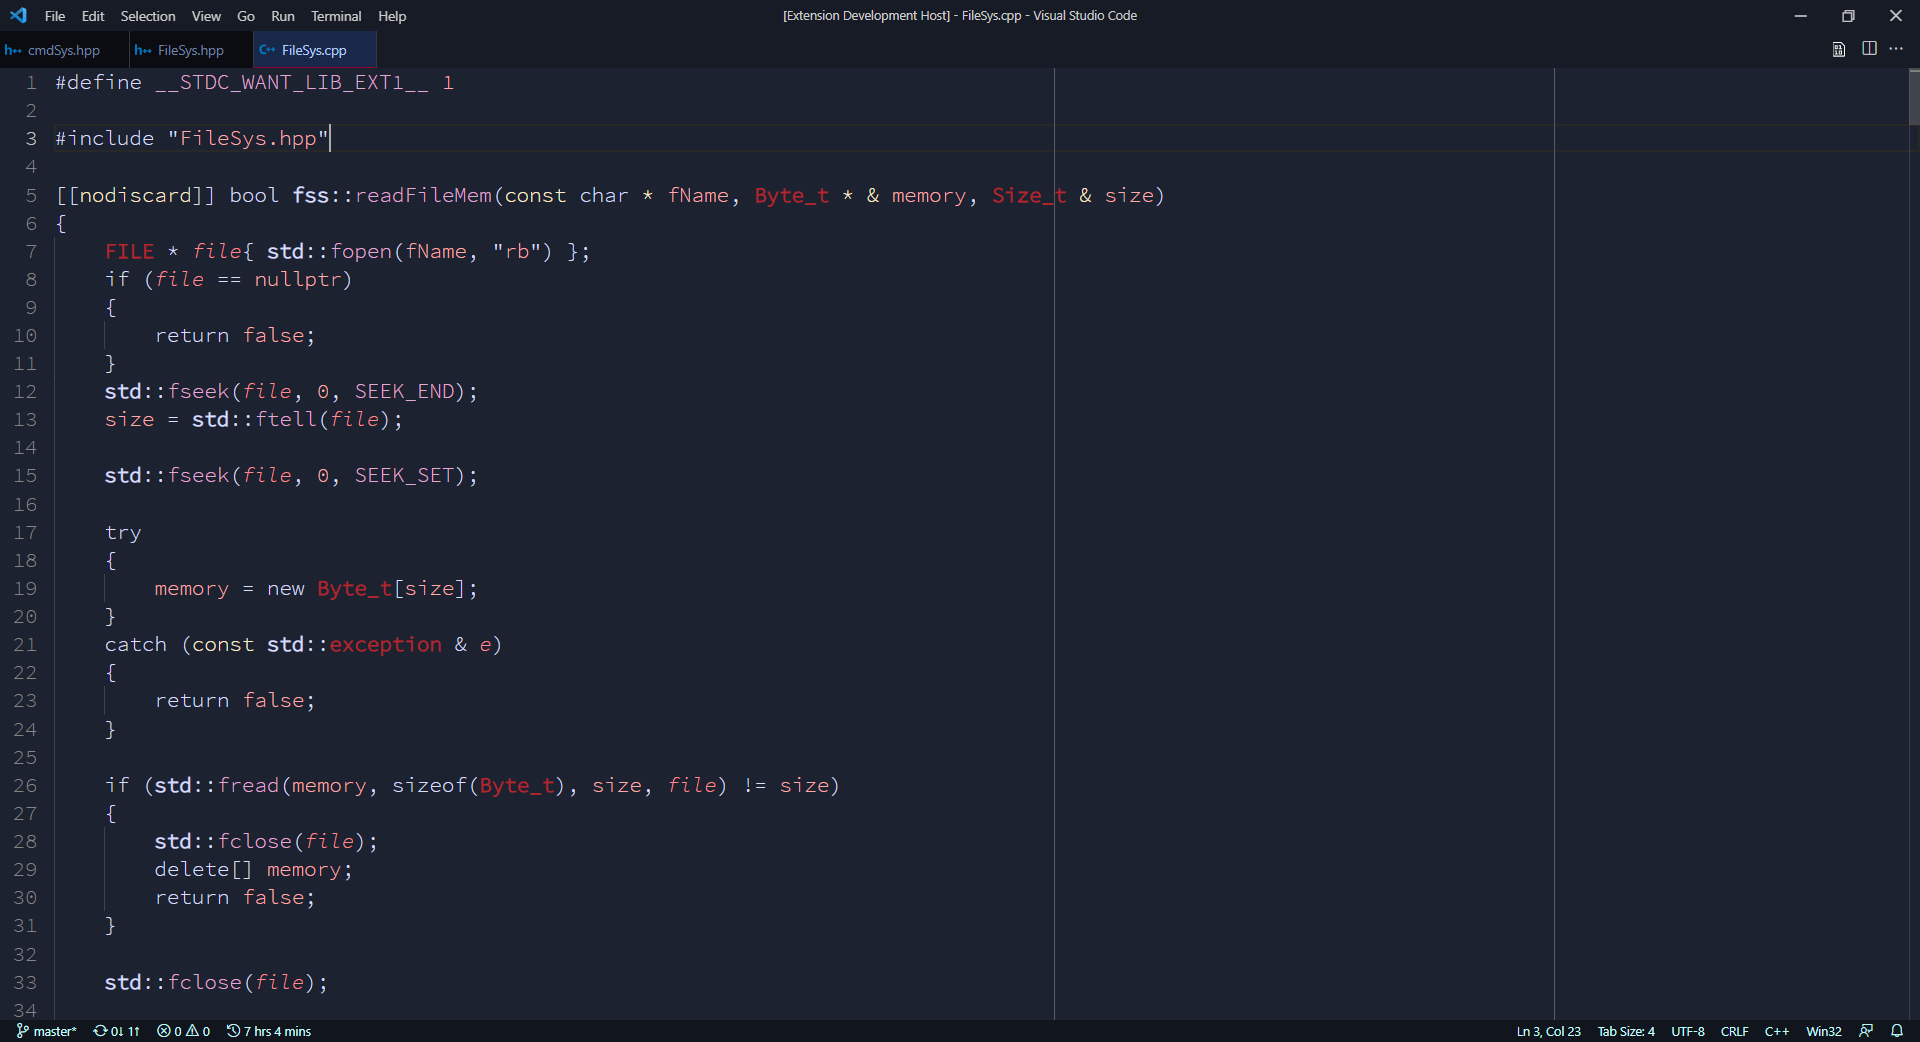 File Edit Selection View Go Run Terminal Help [Extension Development Host] - FileSys.cpp - Visual Studio Code
h++ cmdSys.hpp h++ FileSys.hpp C++ FileSys.cpp
1 #define __STDC_WANT_LIB_EXT1__ 1
2
3 #include "FileSys.hpp"
4
5 [[nodiscard]] bool fss::readFileMem(const char * fName, Byte_t * & memory, Size_t & size)
6 {
7     FILE * file{ std::fopen(fName, "rb") };
8     if (file == nullptr)
9     {
10         return false;
11     }
12     std::fseek(file, 0, SEEK_END);
13     size = std::ftell(file);
14
15     std::fseek(file, 0, SEEK_SET);
16
17     try
18     {
19         memory = new Byte_t[size];
20     }
21     catch (const std::exception & e)
22     {
23         return false;
24     }
25
26     if (std::fread(memory, sizeof(Byte_t), size, file) != size)
27     {
28         std::fclose(file);
29         delete[] memory;
30         return false;
31     }
32
33     std::fclose(file);
34
master* 0↓ 1↑ 0 0 7 hrs 4 mins Ln 3, Col 23 Tab Size: 4 UTF-8 CRLF C++ Win32